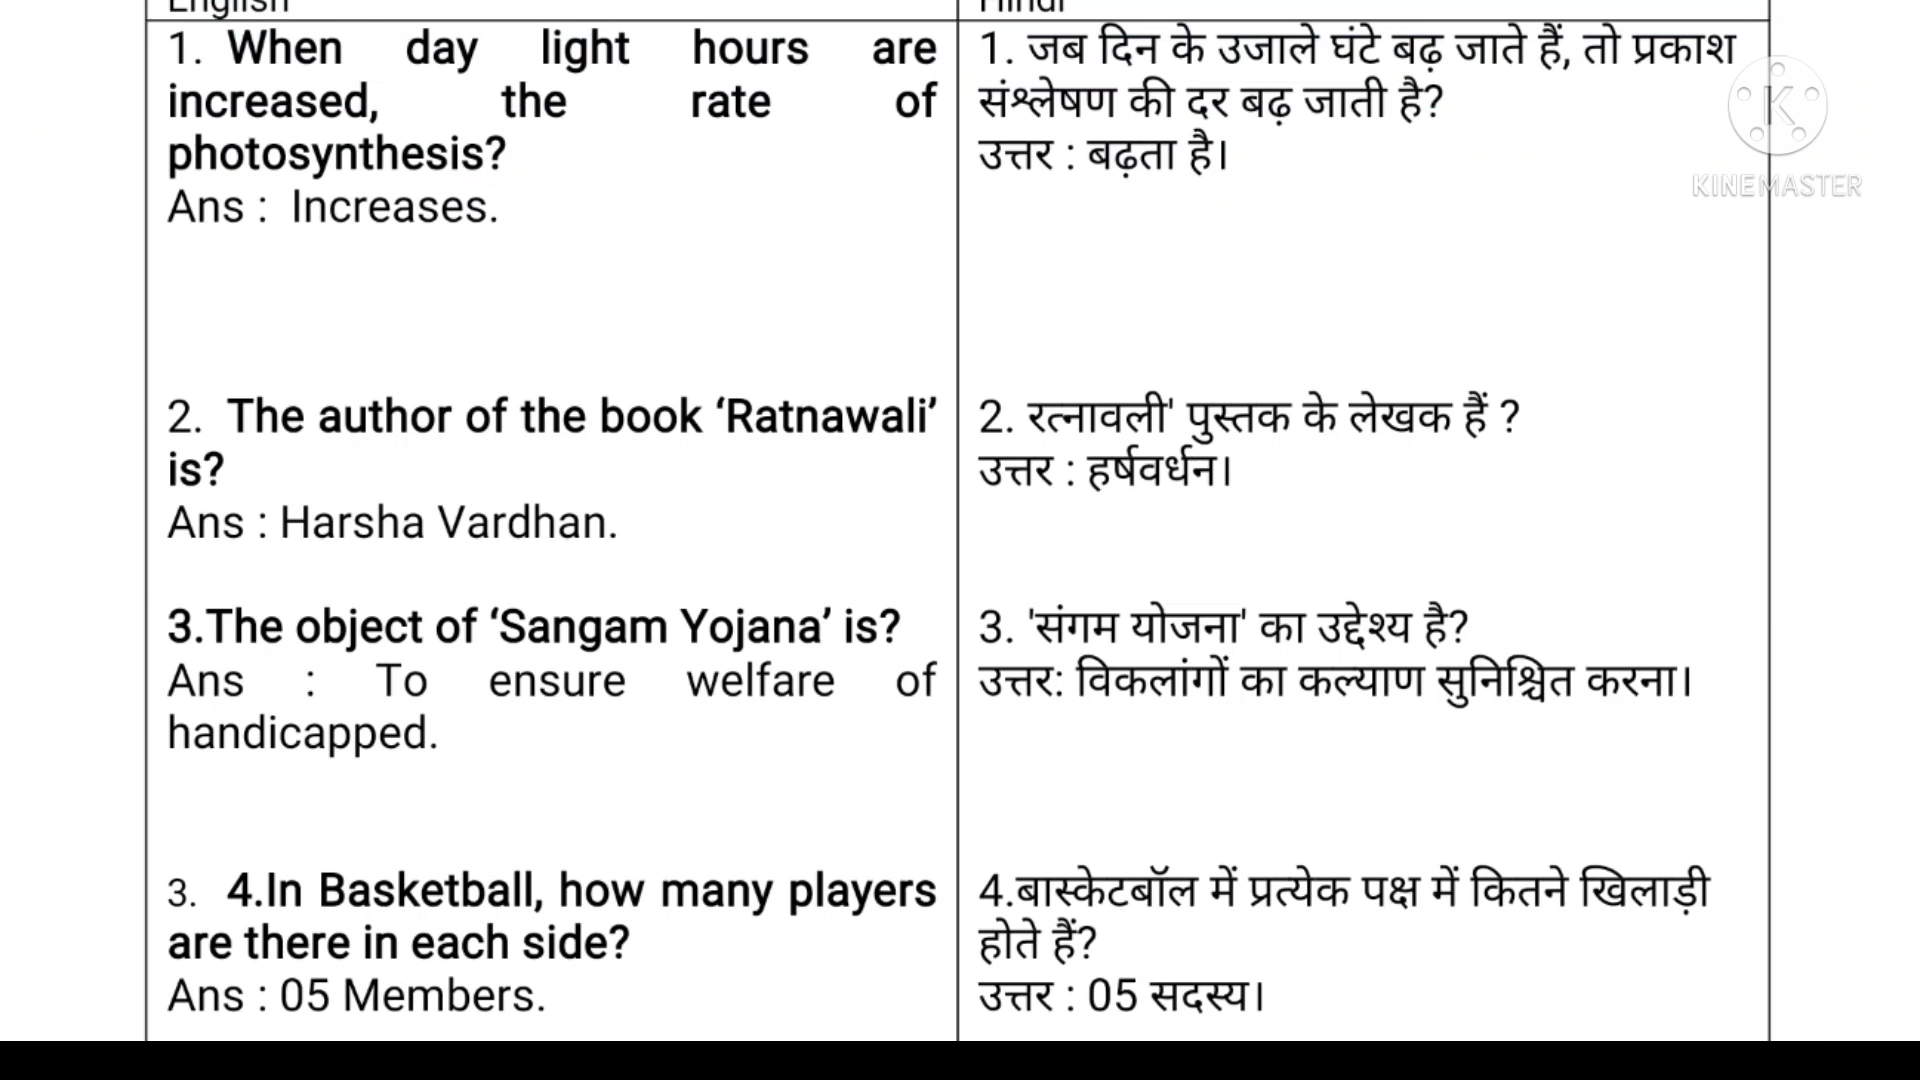 English
Hindi
1. When day light hours are
increased, the rate of
photosynthesis?
Ans : Increases.
1. जब दिन के उजाले घंटे बढ़ जाते हैं, तो प्रकाश
संश्लेषण की दर बढ़ जाती है?
उत्तर : बढ़ता है।
K
KINEMASTER
2. The author of the book ‘Ratnawali’
is?
Ans : Harsha Vardhan.
2. रत्नावली' पुस्तक के लेखक हैं ?
उत्तर : हर्षवर्धन।
3.The object of ‘Sangam Yojana’ is?
Ans : To ensure welfare of
handicapped.
3. 'संगम योजना' का उद्देश्य है?
उत्तर: विकलांगों का कल्याण सुनिश्चित करना।
3. 4.In Basketball, how many players
are there in each side?
Ans : 05 Members.
4.बास्केटबॉल में प्रत्येक पक्ष में कितने खिलाड़ी
होते हैं?
उत्तर : 05 सदस्य।